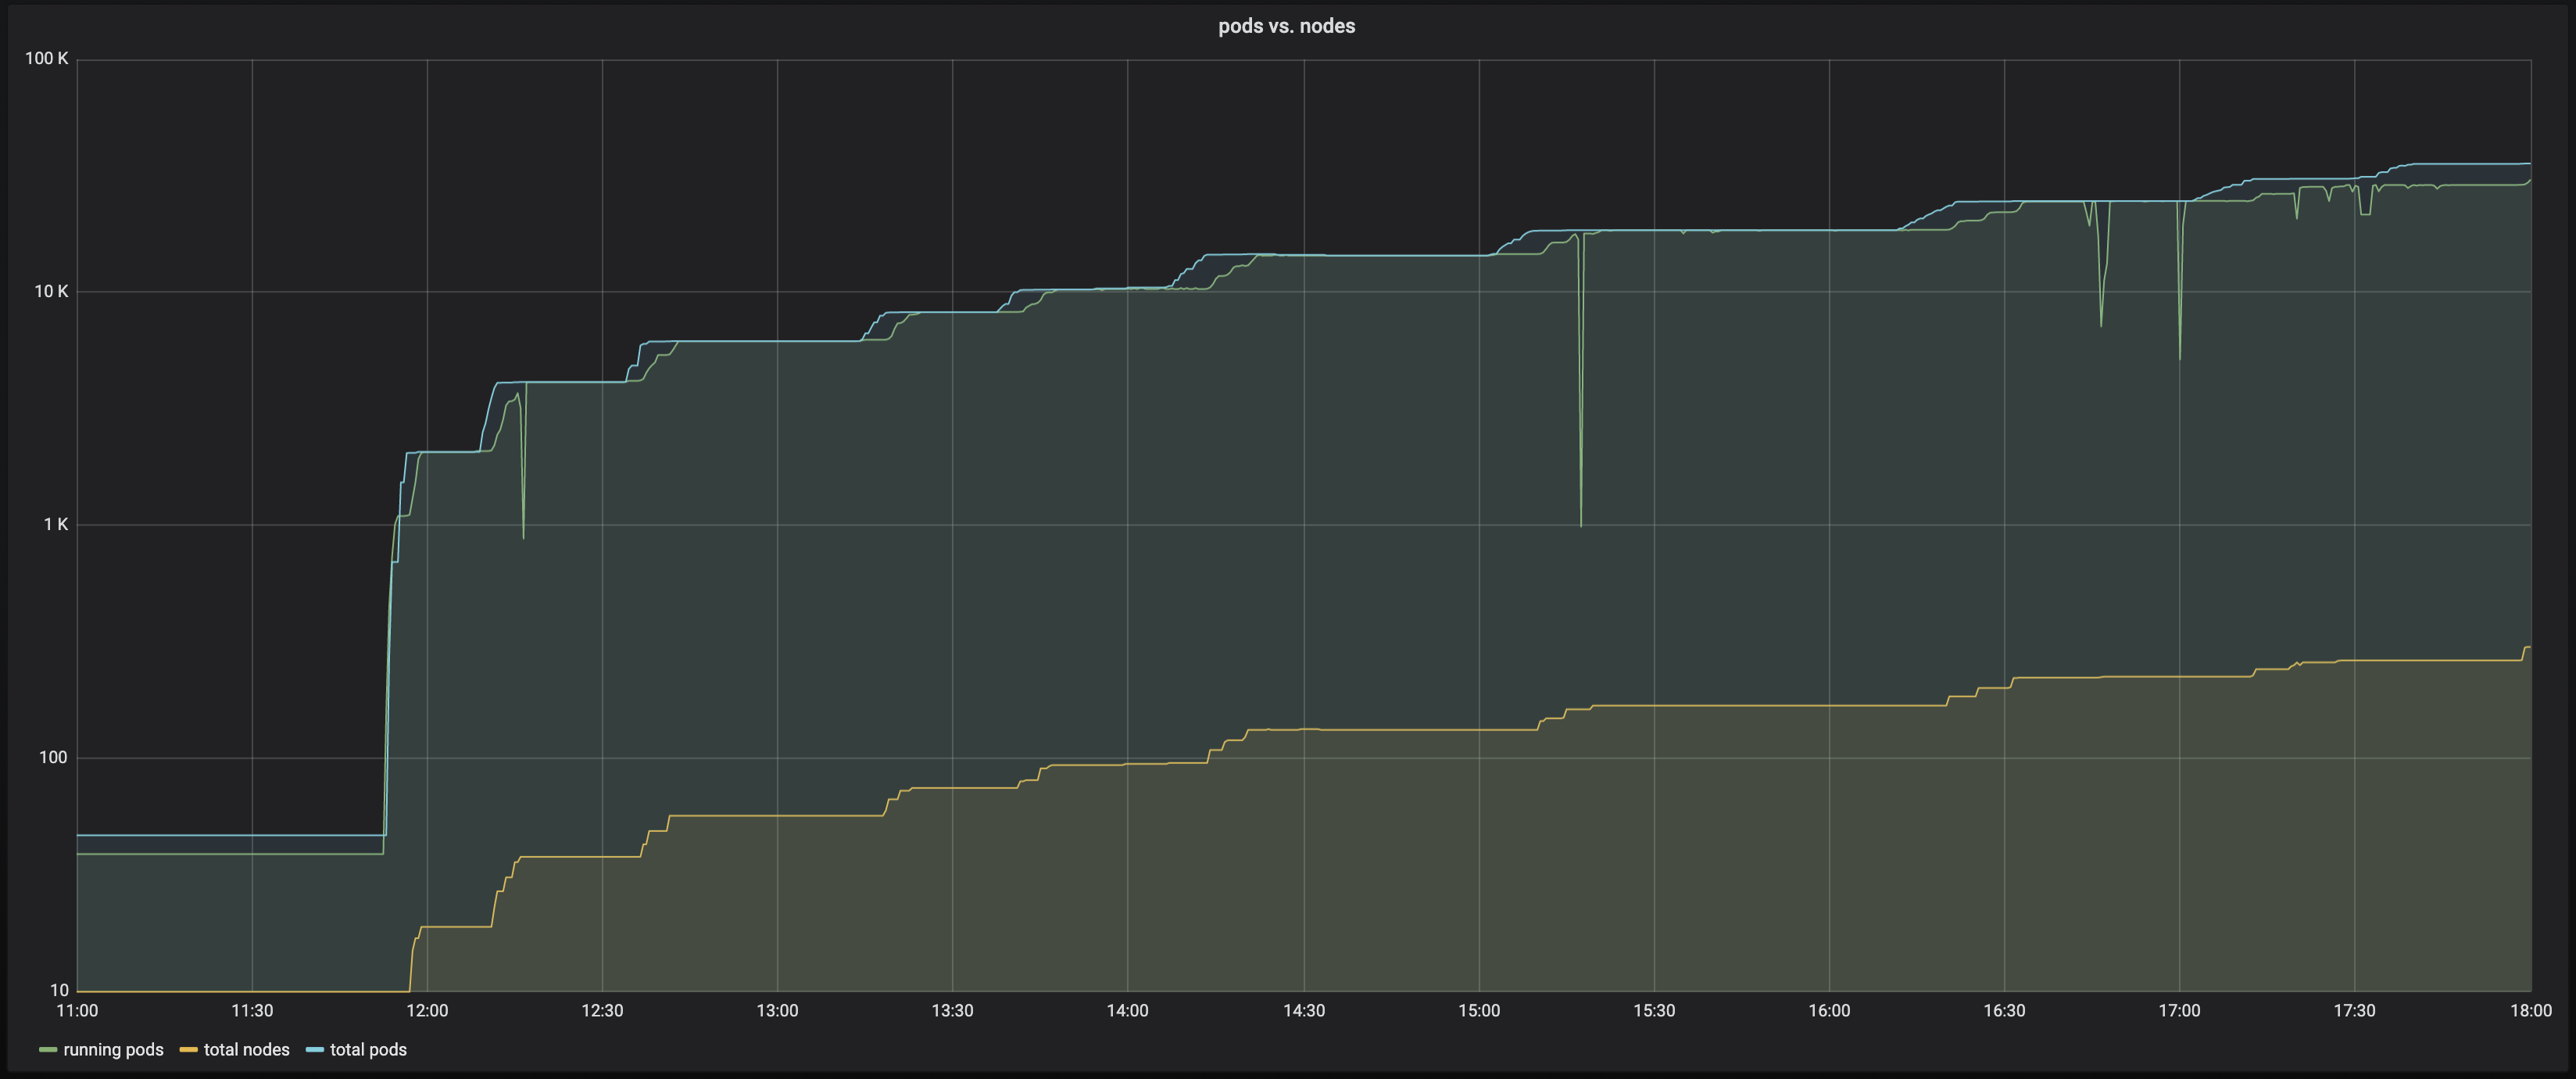 pods vs. nodes
100 K
10 K
1 K
100
10
11:00 11:30 12:00 12:30 13:00 13:30 14:00 14:30 15:00 15:30 16:00 16:30 17:00 17:30 18:00
running pods total nodes total pods